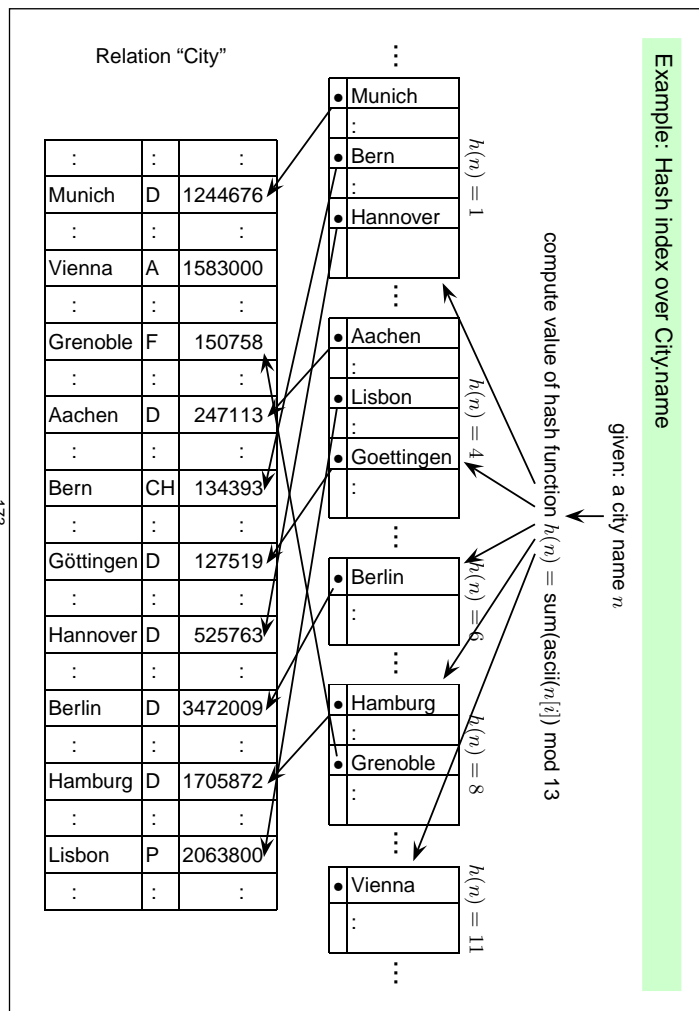 Example: Hash index over City.name
given: a city name n
compute value of hash function h(n) = sum(ascii(n[i]) mod 13
h(n) = 1
h(n) = 4
h(n) = 6
h(n) = 8
h(n) = 11
...
• Munich
:
• Bern
:
• Hannover
...
• Aachen
:
• Lisbon
:
• Goettingen
:
...
• Berlin
:
...
• Hamburg
:
• Grenoble
:
...
• Vienna
:
...
Relation “City”
: : :
Munich D 1244676
: : :
Vienna A 1583000
: : :
Grenoble F 150758
: : :
Aachen D 247113
: : :
Bern CH 134393
: : :
Göttingen D 127519
: : :
Hannover D 525763
: : :
Berlin D 3472009
: : :
Hamburg D 1705872
: : :
Lisbon P 2063800
: : :